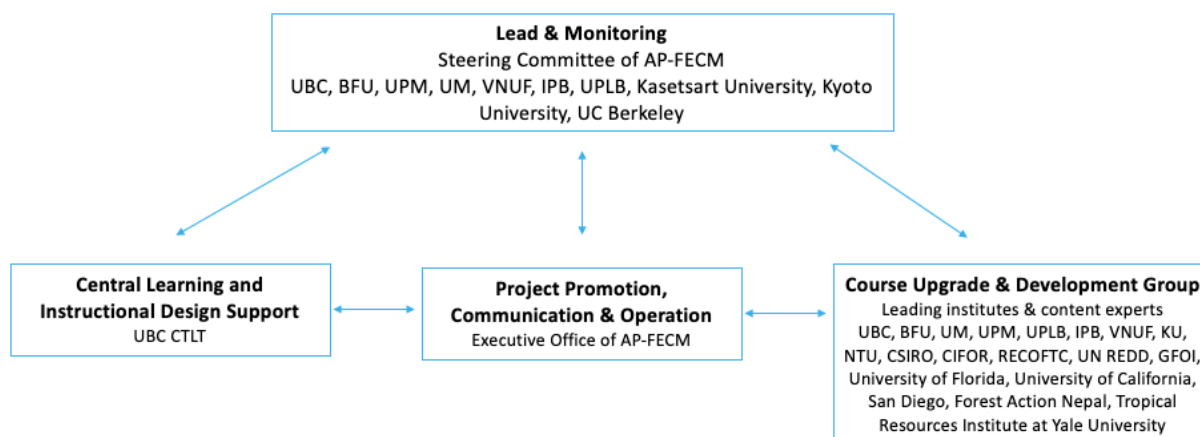 Lead & Monitoring
Steering Committee of AP-FECM
UBC, BFU, UPM, UM, VNUF, IPB, UPLB, Kasetsart University, Kyoto
University, UC Berkeley
Central Learning and
Instructional Design Support
UBC CTLT
Project Promotion,
Communication & Operation
Executive Office of AP-FECM
Course Upgrade & Development Group
Leading institutes & content experts
UBC, BFU, UM, UPM, UPLB, IPB, VNUF, KU,
NTU, CSIRO, CIFOR, RECOFTC, UN REDD, GFOI,
University of Florida, University of California,
San Diego, Forest Action Nepal, Tropical
Resources Institute at Yale University